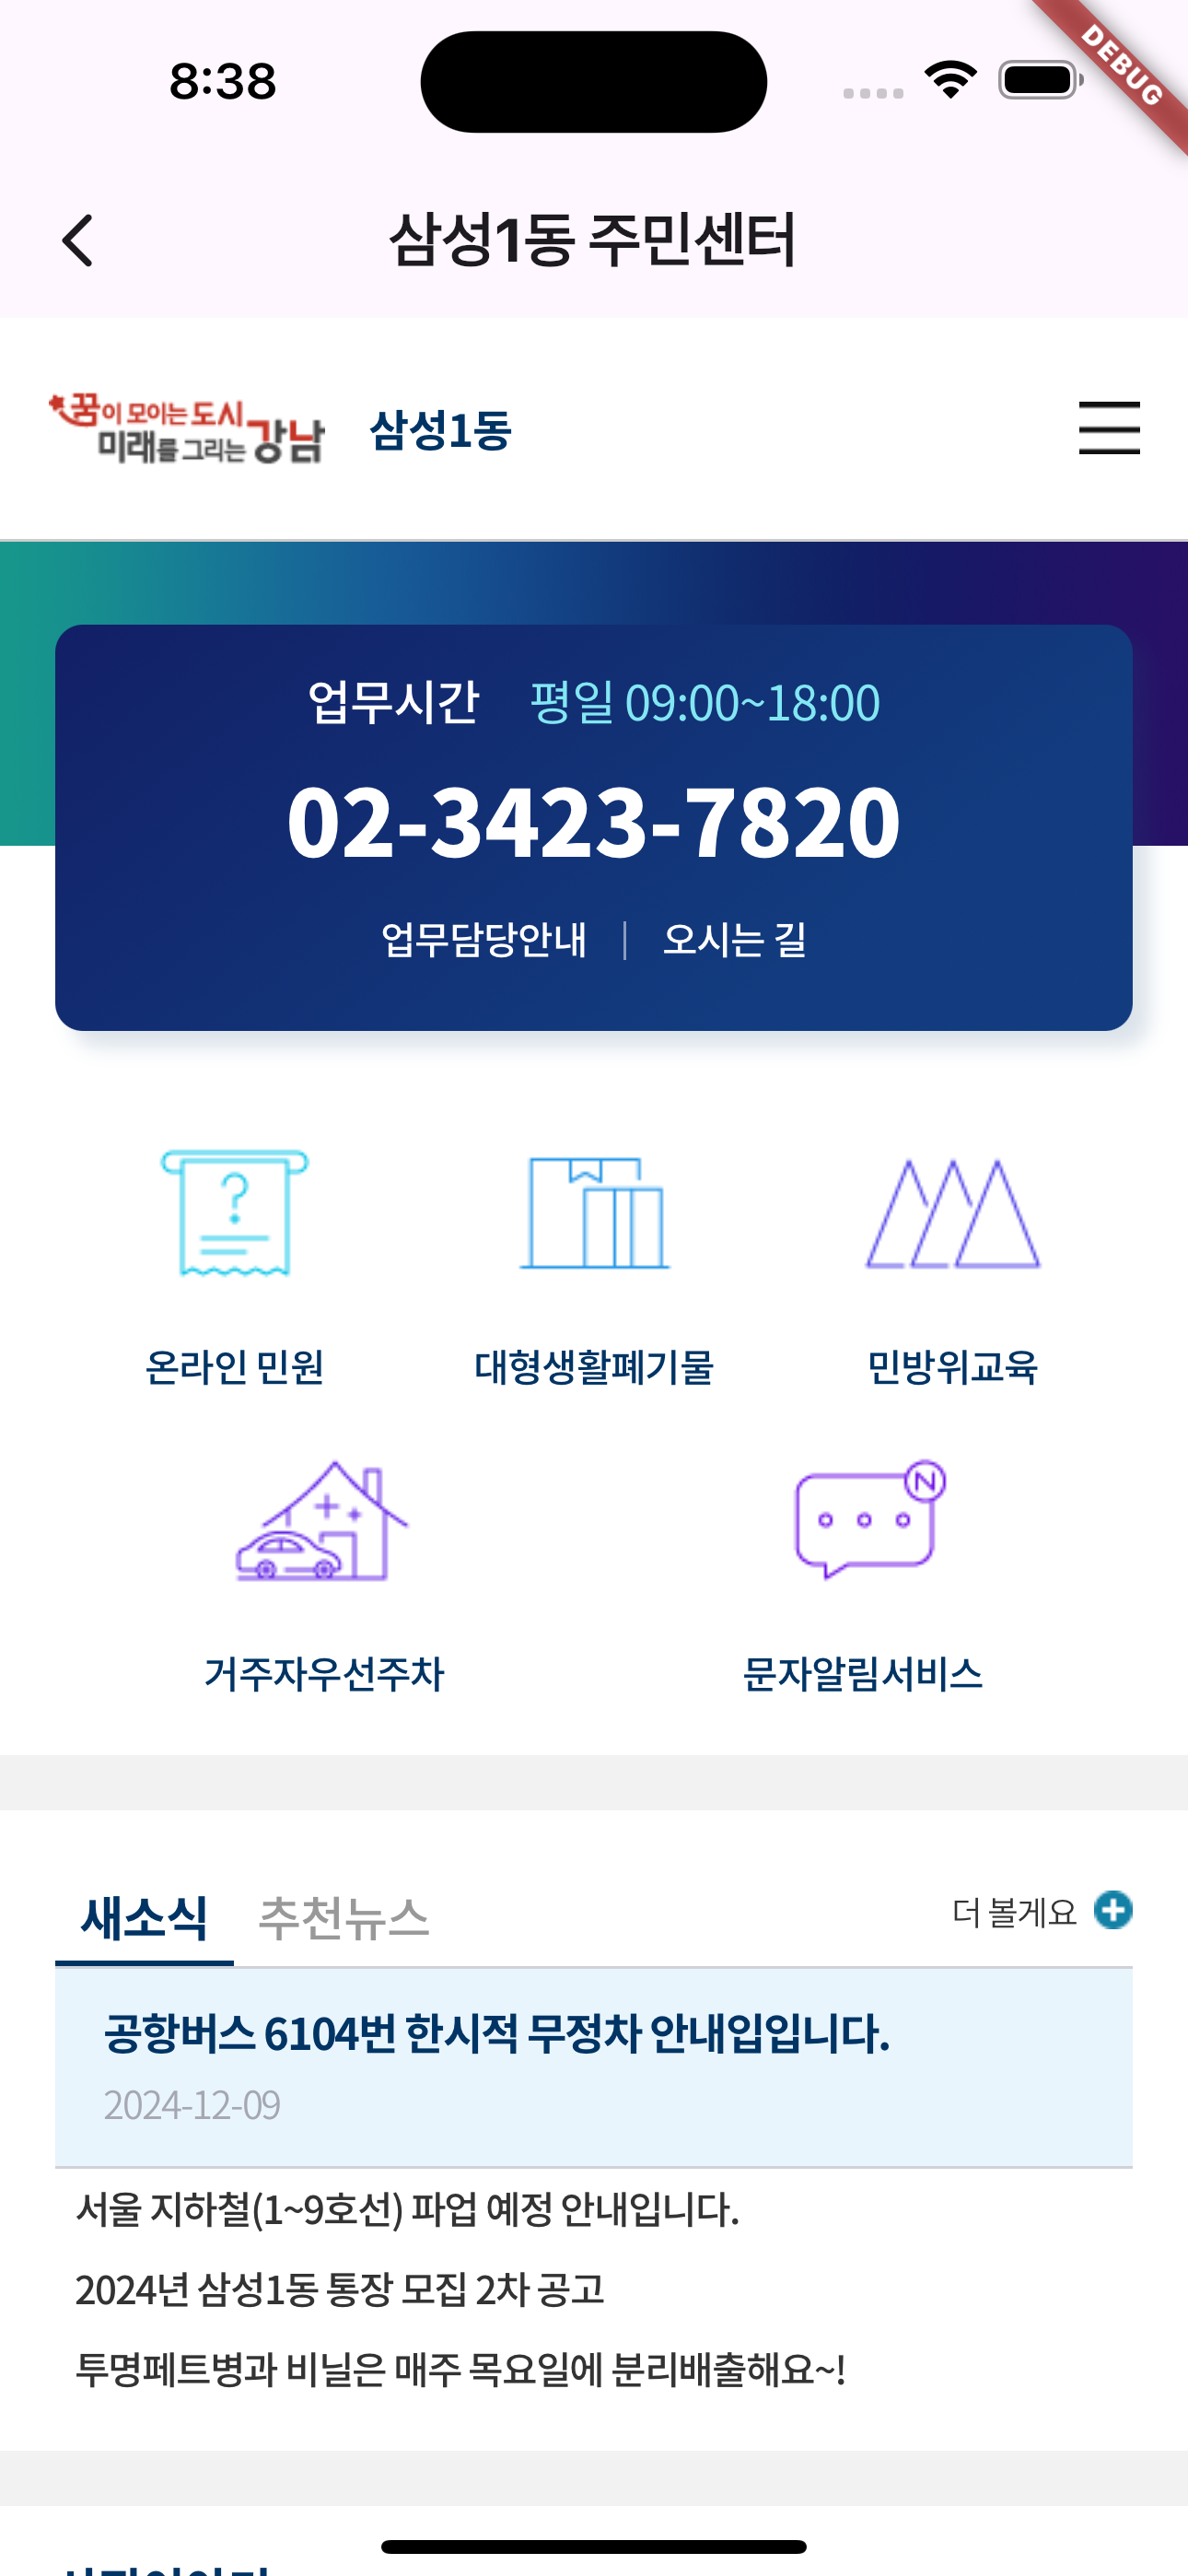 8:38
DEBUG
삼성1동 주민센터
꿈이 모이는 도시
미래를 그리는 강남
삼성1동
업무시간 평일 09:00~18:00
02-3423-7820
업무담당안내 | 오시는 길
?
온라인 민원 대형생활폐기물 민방위교육
N
거주자우선주차 문자알림서비스
새소식 추천뉴스 더 볼게요
공항버스 6104번 한시적 무정차 안내입입니다.
2024-12-09
서울 지하철(1~9호선) 파업 예정 안내입니다.
2024년 삼성1동 통장 모집 2차 공고
투명페트병과 비닐은 매주 목요일에 분리배출해요~!